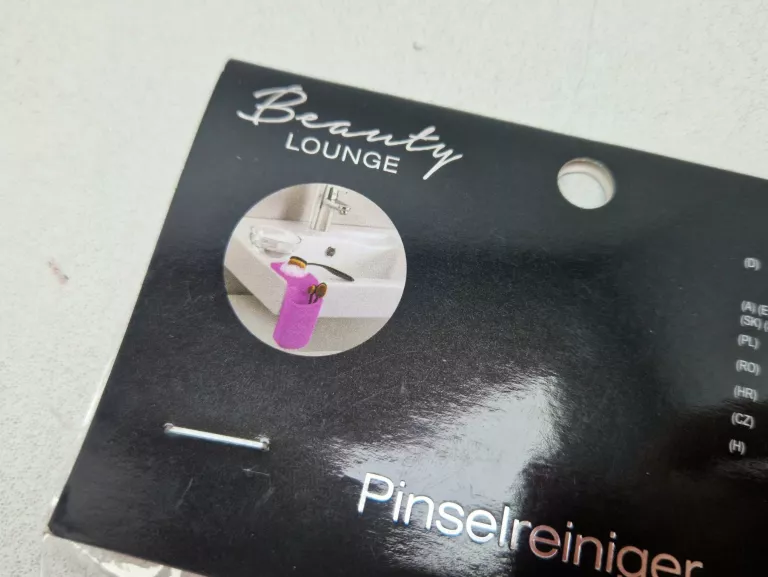 Beauty
LOUNGE
(D)
(A) (E
(SK) (
(PL)
(RO)
(HR)
(CZ)
(H)
Pinselreiniger